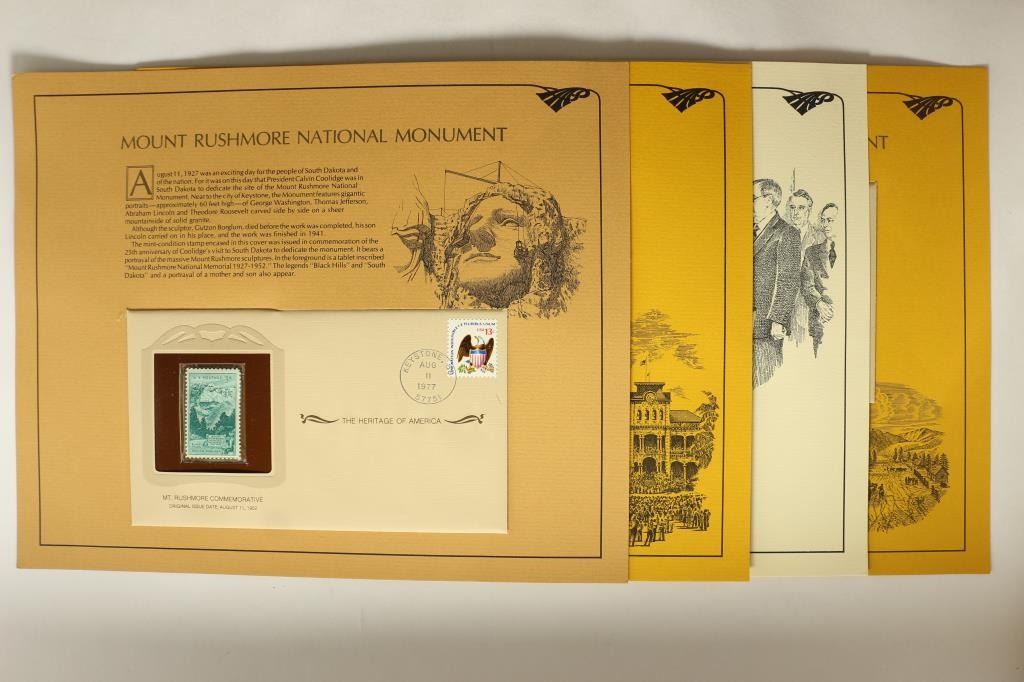 MOUNT RUSHMORE NATIONAL MONUMENT
August 11, 1927 was an exciting day for the people of South Dakota and
of the nation. For it was on this day that President Calvin Coolidge was in
South Dakota to dedicate the site of the Mount Rushmore National
Monument. Near to the city of Keystone, the Monument features gigantic
portraits—approximately 60 feet high—of George Washington, Thomas Jefferson,
Abraham Lincoln and Theodore Roosevelt carved side by side on a sheer
mountainside of solid granite.
Although the sculptor, Gutzon Borglum, died before the work was completed, his son
Lincoln carried on in his place, and the work was finished in 1941.
The mint-condition stamp encased in this cover was issued in commemoration of the
25th anniversary of Coolidge's visit to South Dakota to dedicate the monument. It bears a
portrayal of the massive Mount Rushmore sculptures. In the foreground is a tablet inscribed
"Mount Rushmore National Memorial 1927-1952." The legends "Black Hills" and "South
Dakota" and a portrayal of a mother and son also appear.
NT
E PLURIBUS UNUM
USA 13c
KEYSTONE,
AUG
11
1977
57751
U.S. POSTAGE 3¢
THE HERITAGE OF AMERICA
MT. RUSHMORE COMMEMORATIVE
ORIGINAL ISSUE DATE: AUGUST 11, 1952